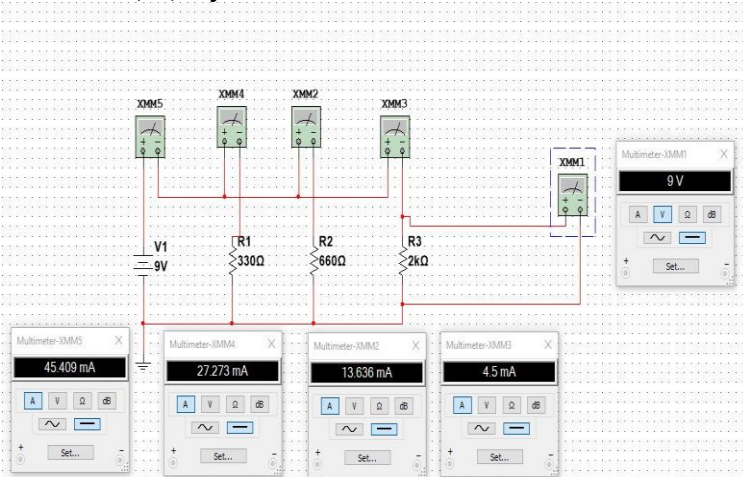 XMM5
XMM4
XMM2
XMM3
XMM1
+ −
+ −
+ −
+ −
+ −
V1
9V
R1
330Ω
R2
660Ω
R3
2kΩ
Multimeter-XMM1 X
9 V
A V Ω dB
+ Set... −
Multimeter-XMM5 X
45.409 mA
A V Ω dB
+ Set... −
Multimeter-XMM4 X
27.273 mA
A V Ω dB
+ Set... −
Multimeter-XMM2 X
13.636 mA
A V Ω dB
+ Set... −
Multimeter-XMM3 X
4.5 mA
A V Ω dB
+ Set... −